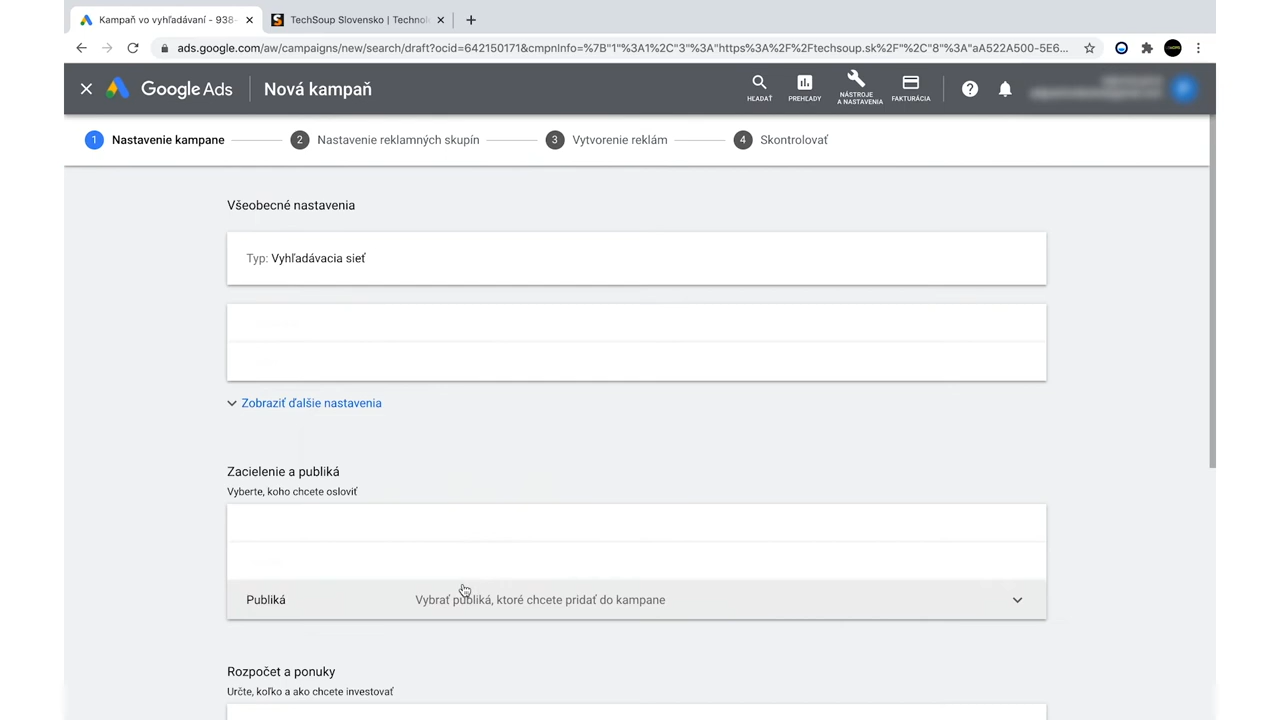 Kampaň vo vyhľadávaní - 938-
TechSoup Slovensko | Technol
ads.google.com/aw/campaigns/new/search/draft?ocid=642150171&cmpnInfo=%7B"1"%3A1%2C"3"%3A"https%3A%2F%2Ftechsoup.sk%2F"%2C"8"%3A"aA522A500-5E6...
Google Ads
Nová kampaň
HĽADAŤ
PREHĽADY
NÁSTROJE
A NASTAVENIA
FAKTURÁCIA
1 Nastavenie kampane
2 Nastavenie reklamných skupín
3 Vytvorenie reklám
4 Skontrolovať
Všeobecné nastavenia
Typ: Vyhľadávacia sieť
Zobraziť ďalšie nastavenia
Zacielenie a publiká
Vyberte, koho chcete osloviť
Publiká
Vybrať publiká, ktoré chcete pridať do kampane
Rozpočet a ponuky
Určte, koľko a ako chcete investovať